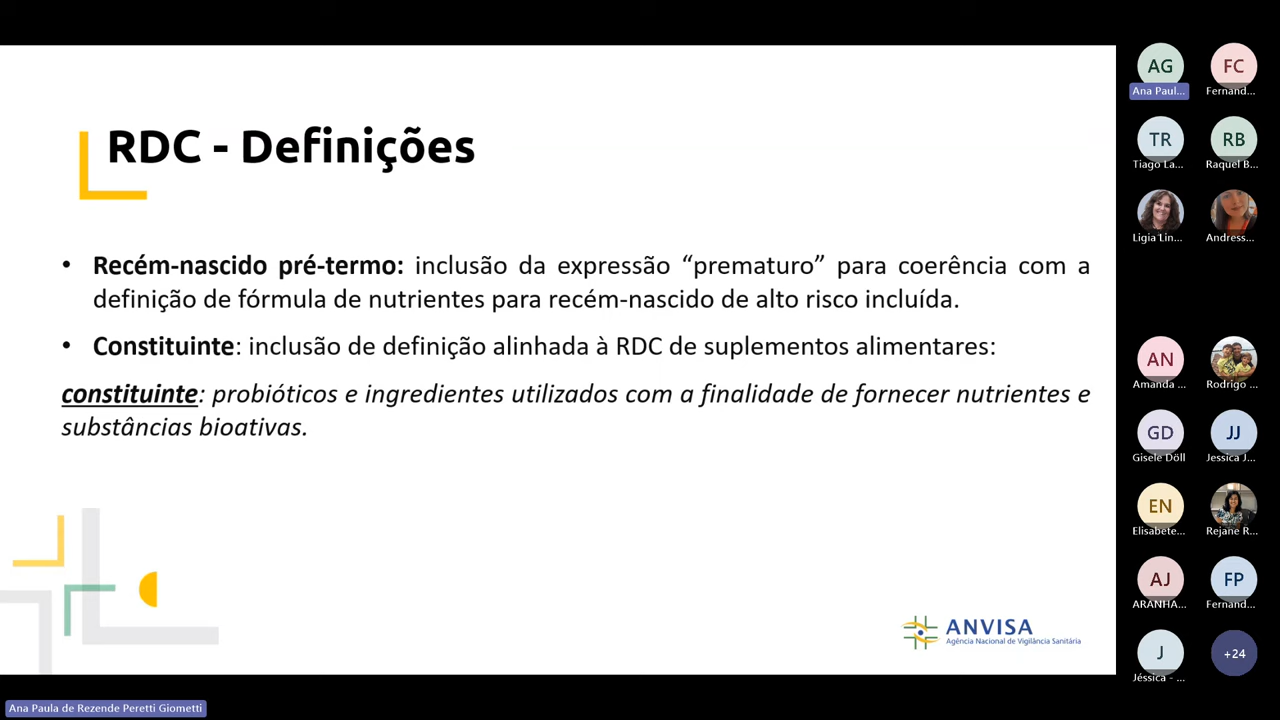 RDC - Definições
• Recém-nascido pré-termo: inclusão da expressão “prematuro” para coerência com a
definição de fórmula de nutrientes para recém-nascido de alto risco incluída.
• Constituinte: inclusão de definição alinhada à RDC de suplementos alimentares:
constituinte: probióticos e ingredientes utilizados com a finalidade de fornecer nutrientes e
substâncias bioativas.
ANVISA
Agência Nacional de Vigilância Sanitária
AG
FC
Ana Paul...
Fernand...
TR
RB
Tiago La...
Raquel B...
Ligia Lin...
Andress...
AN
Amanda ...
Rodrigo ...
GD
JJ
Gisele Döll
Jessica J...
EN
Elisabete...
Rejane R...
AJ
FP
ARANHA...
Fernand...
J
+24
Jéssica - ...
Ana Paula de Rezende Peretti Giometti